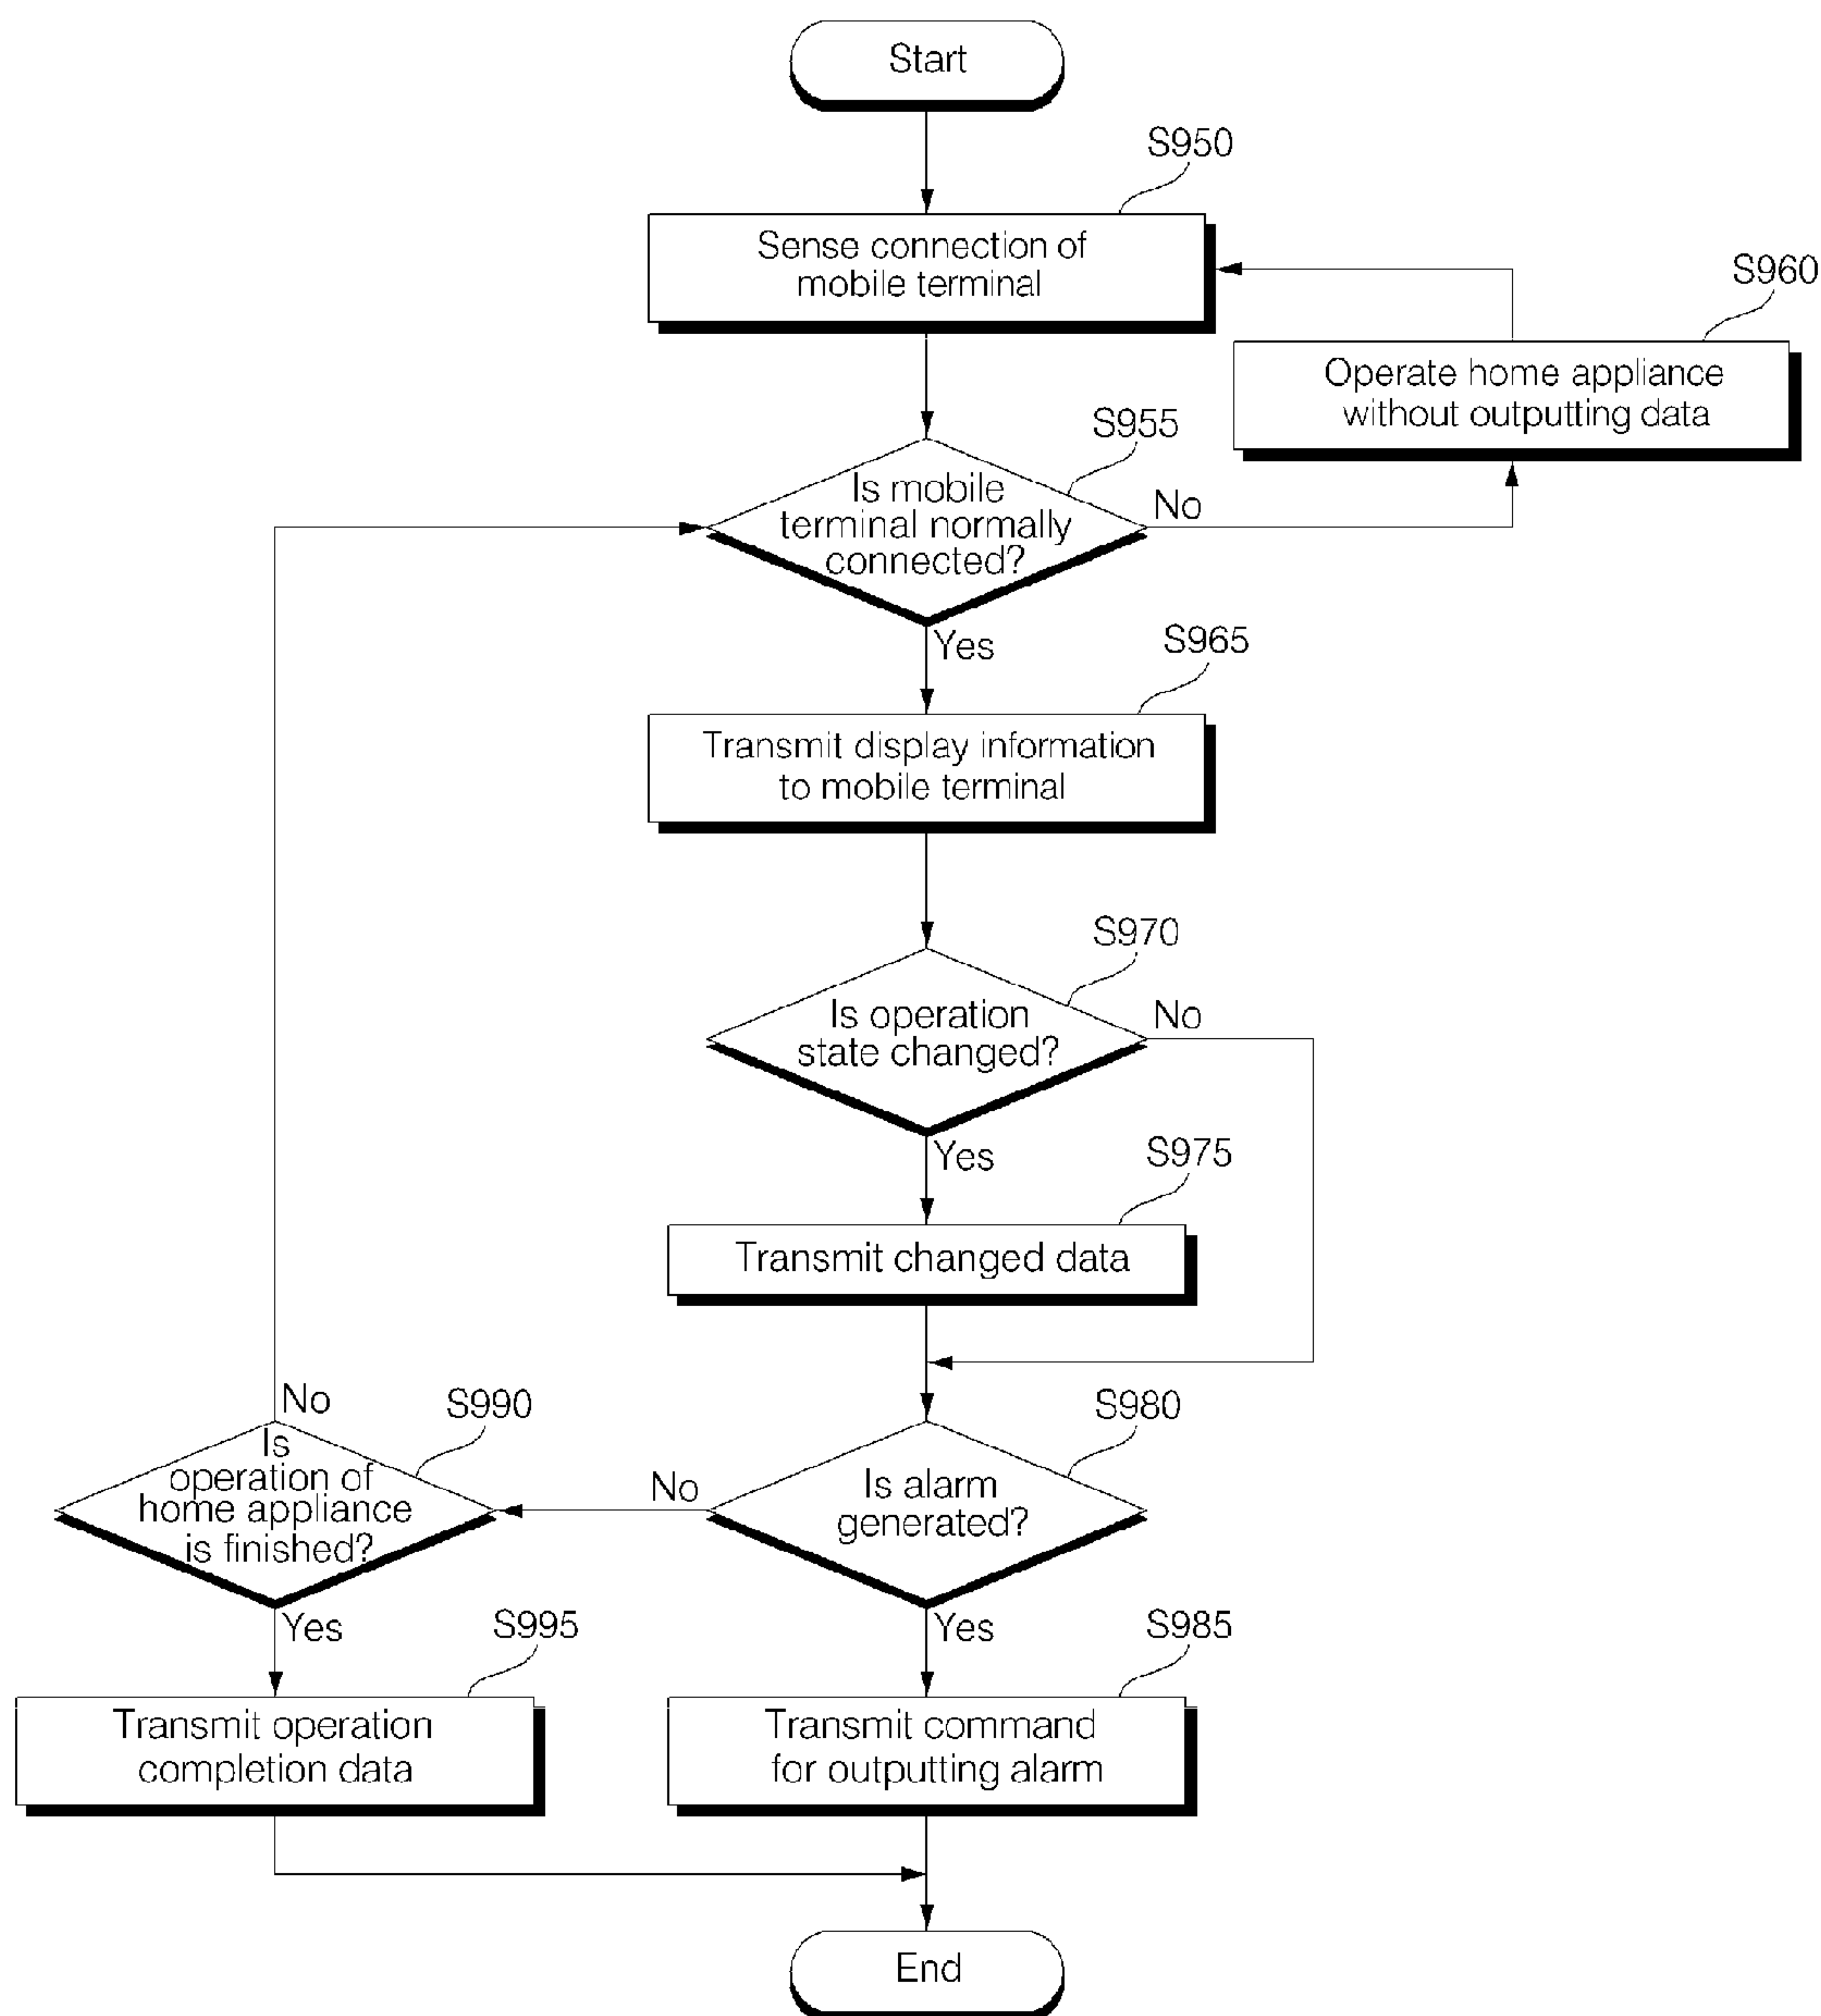 Start
S950
Sense connection of
mobile terminal
S960
Operate home appliance
without outputting data
S955
Is mobile
terminal normally
connected?
No
Yes
S965
Transmit display information
to mobile terminal
S970
Is operation
state changed?
No
Yes
S975
Transmit changed data
No
S990
Is
operation of
home appliance
is finished?
No
S980
Is alarm
generated?
Yes
S995
Yes
S985
Transmit operation
completion data
Transmit command
for outputting alarm
End